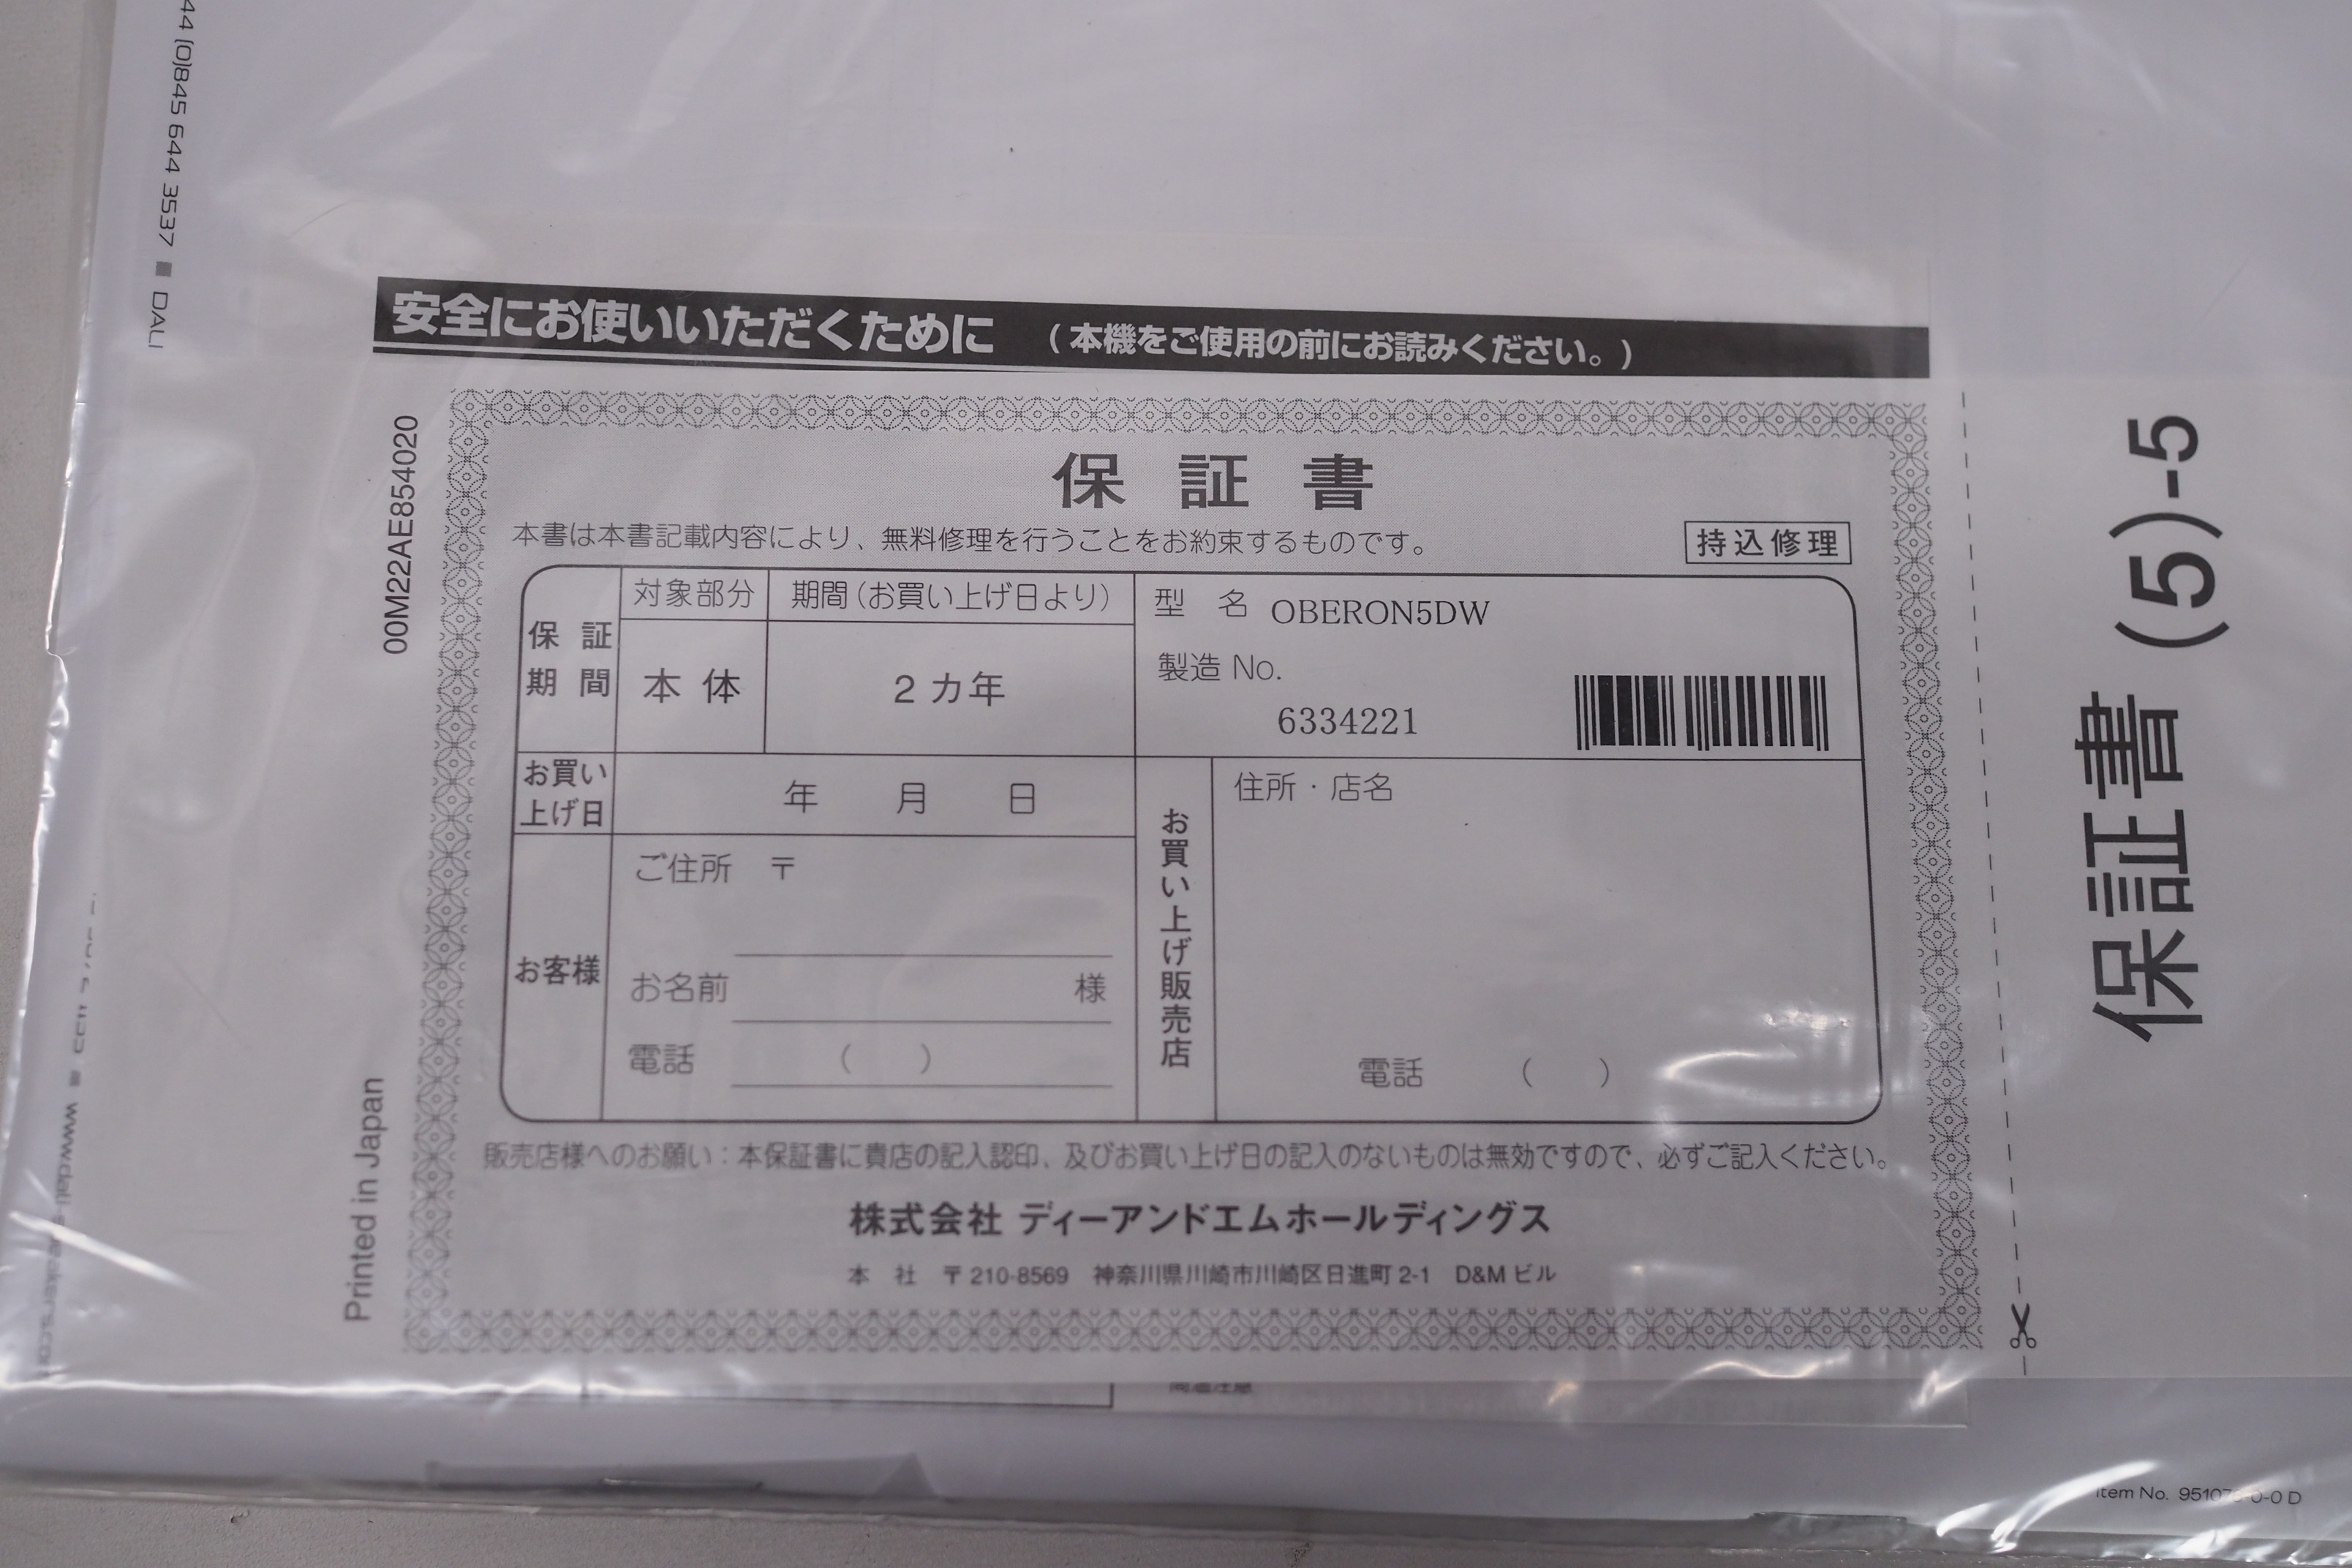 44 (0)845 644 3537 ■ DALI
安全にお使いいただくために (本機をご使用の前にお読みください。)
00M22AE854020
保証書
本書は本書記載内容により、無料修理を行うことをお約束するものです。
持込修理
保証期間
対象部分
期間(お買い上げ日より)
本体
2カ年
型名 OBERON5DW
製造 No.
6334221
お買い上げ日
年 月 日
お客様
ご住所 〒
お名前 様
電話 ( )
お買い上げ販売店
住所・店名
電話 ( )
販売店様へのお願い:本保証書に貴店の記入認印、及びお買い上げ日の記入のないものは無効ですので、必ずご記入ください。
株式会社 ディーアンドエムホールディングス
本社 〒210-8569 神奈川県川崎市川崎区日進町2-1 D&Mビル
Printed in Japan
保証書 (5)-5
Item No.